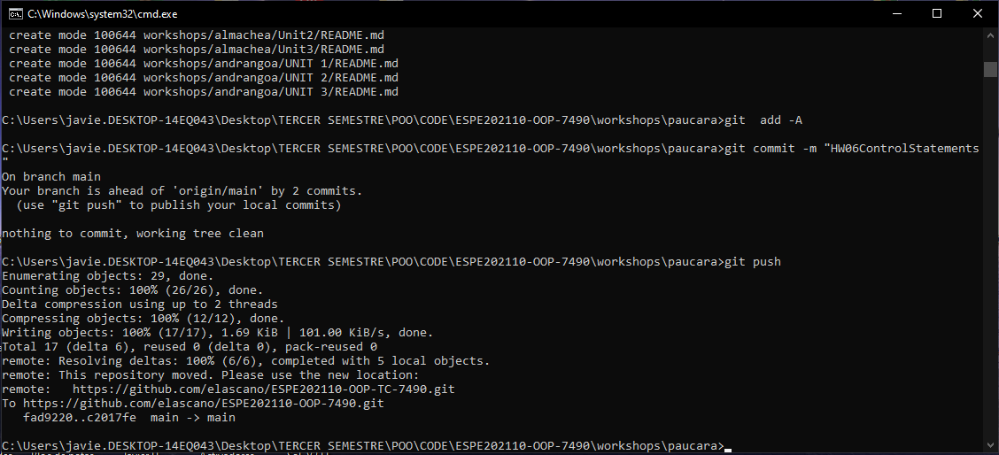 C:\Windows\system32\cmd.exe
create mode 100644 workshops/almachea/Unit2/README.md
create mode 100644 workshops/almachea/Unit3/README.md
create mode 100644 workshops/andrangoa/UNIT 1/README.md
create mode 100644 workshops/andrangoa/UNIT 2/README.md
create mode 100644 workshops/andrangoa/UNIT 3/README.md
C:\Users\javie.DESKTOP-14EQ043\Desktop\TERCER SEMESTRE\POO\CODE\ESPE202110-OOP-7490\workshops\paucara>git  add -A
C:\Users\javie.DESKTOP-14EQ043\Desktop\TERCER SEMESTRE\POO\CODE\ESPE202110-OOP-7490\workshops\paucara>git commit -m "HW06ControlStatements
"
On branch main
Your branch is ahead of 'origin/main' by 2 commits.
  (use "git push" to publish your local commits)
nothing to commit, working tree clean
C:\Users\javie.DESKTOP-14EQ043\Desktop\TERCER SEMESTRE\POO\CODE\ESPE202110-OOP-7490\workshops\paucara>git push
Enumerating objects: 29, done.
Counting objects: 100% (26/26), done.
Delta compression using up to 2 threads
Compressing objects: 100% (12/12), done.
Writing objects: 100% (17/17), 1.69 KiB | 101.00 KiB/s, done.
Total 17 (delta 6), reused 0 (delta 0), pack-reused 0
remote: Resolving deltas: 100% (6/6), completed with 5 local objects.
remote: This repository moved. Please use the new location:
remote:   https://github.com/elascano/ESPE202110-OOP-TC-7490.git
To https://github.com/elascano/ESPE202110-OOP-7490.git
   fad9220..c2017fe  main -> main
C:\Users\javie.DESKTOP-14EQ043\Desktop\TERCER SEMESTRE\POO\CODE\ESPE202110-OOP-7490\workshops\paucara>